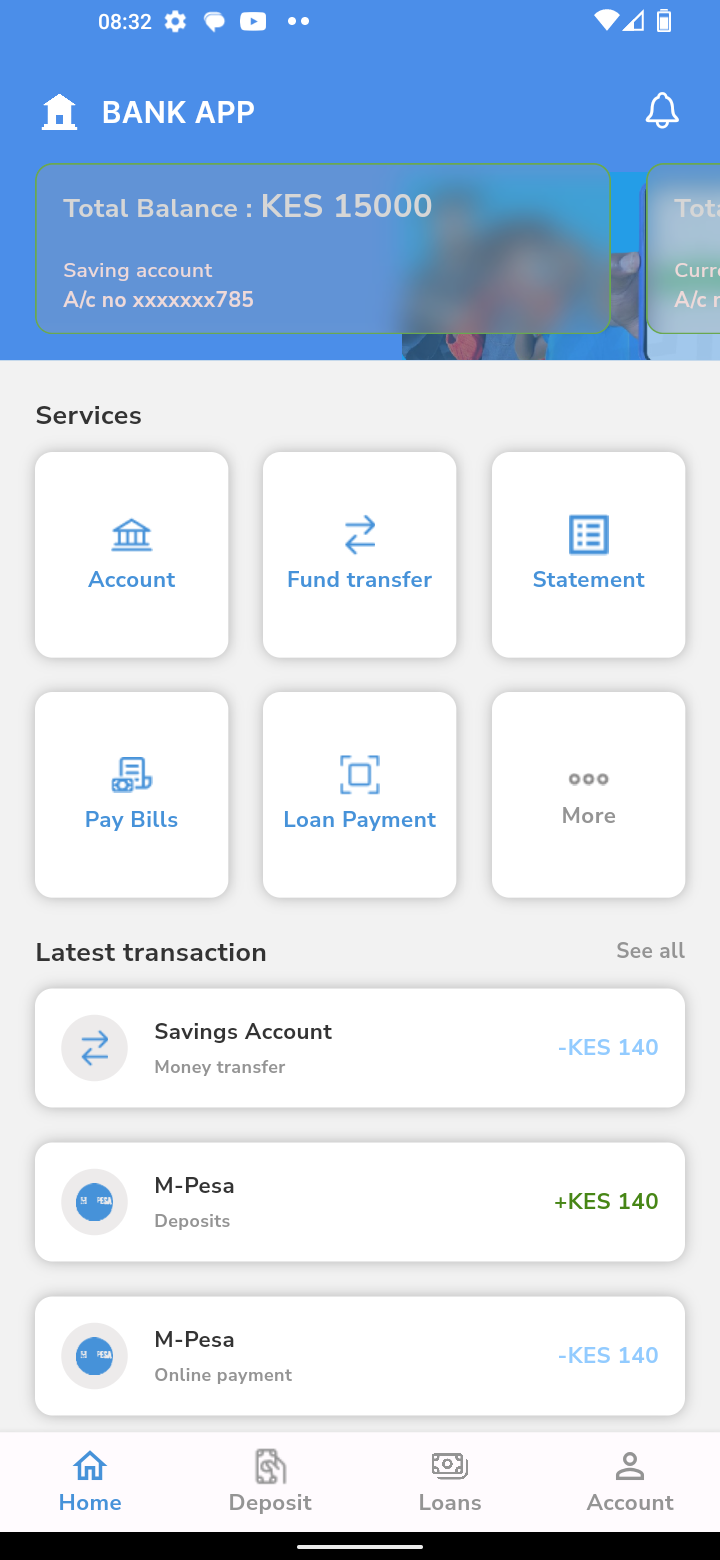 08:32
BANK APP
Total Balance : KES 15000
Saving account
A/c no xxxxxxx785
Services
Account
Fund transfer
Statement
Pay Bills
Loan Payment
More
Latest transaction
See all
Savings Account
Money transfer
-KES 140
M-Pesa
Deposits
+KES 140
M-Pesa
Online payment
-KES 140
Home
Deposit
Loans
Account